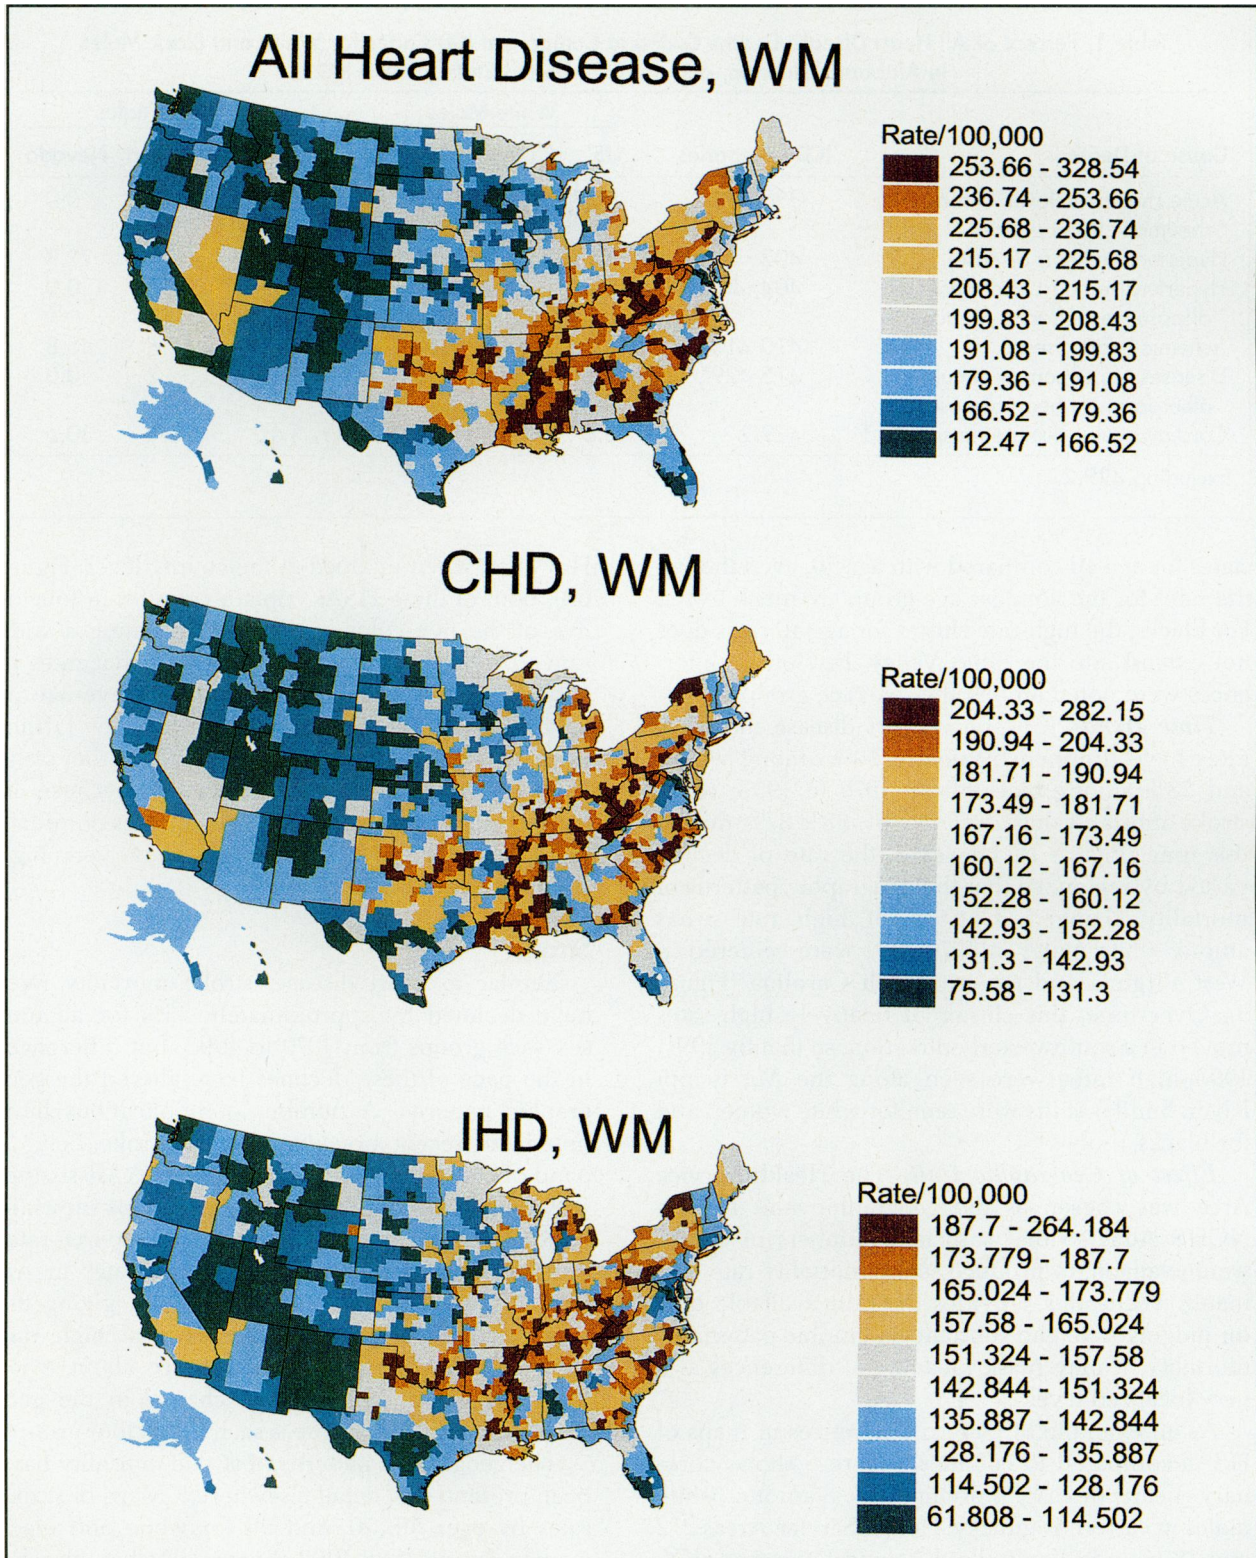 All Heart Disease, WM
Rate/100,000
253.66 - 328.54
236.74 - 253.66
225.68 - 236.74
215.17 - 225.68
208.43 - 215.17
199.83 - 208.43
191.08 - 199.83
179.36 - 191.08
166.52 - 179.36
112.47 - 166.52
CHD, WM
Rate/100,000
204.33 - 282.15
190.94 - 204.33
181.71 - 190.94
173.49 - 181.71
167.16 - 173.49
160.12 - 167.16
152.28 - 160.12
142.93 - 152.28
131.3 - 142.93
75.58 - 131.3
IHD, WM
Rate/100,000
187.7 - 264.184
173.779 - 187.7
165.024 - 173.779
157.58 - 165.024
151.324 - 157.58
142.844 - 151.324
135.887 - 142.844
128.176 - 135.887
114.502 - 128.176
61.808 - 114.502